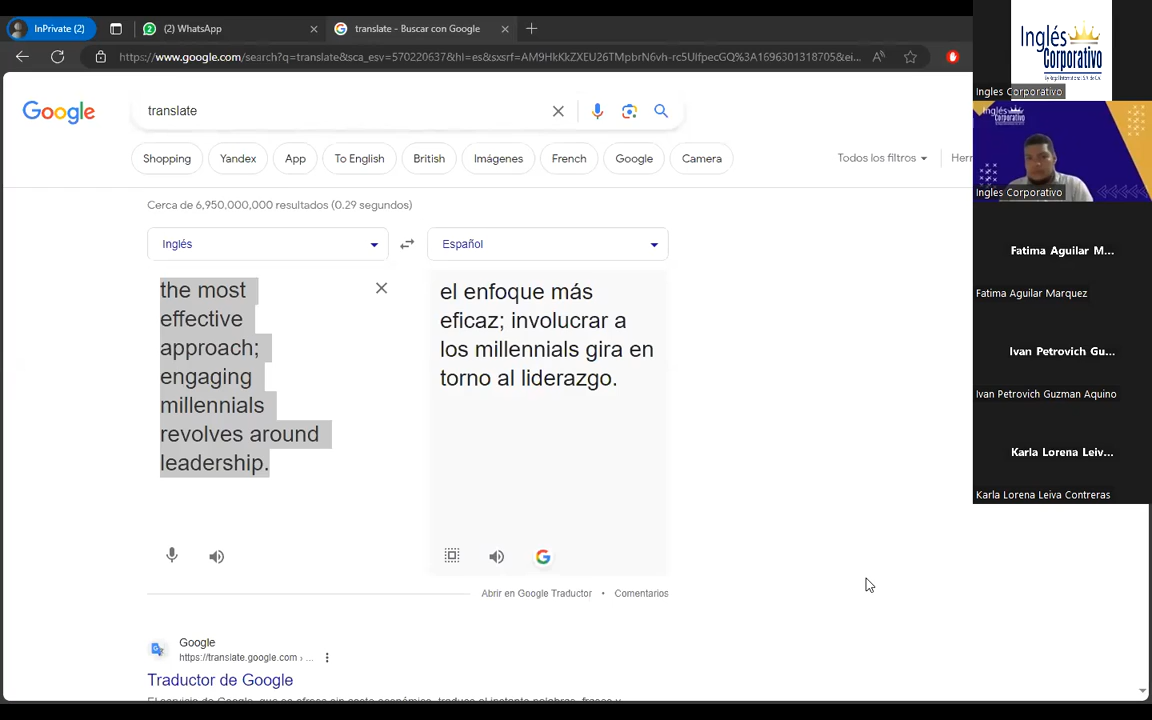 InPrivate (2)
(2) WhatsApp
translate - Buscar con Google
https://www.google.com/search?q=translate&sca_esv=570220637&hl=es&sxsrf=AM9HkKkZXEU26TMpbrN6vh-rc5UIfpecGQ%3A1696301318705&ei...
Google
translate
Shopping
Yandex
App
To English
British
Imágenes
French
Google
Camera
Todos los filtros
Herr
Cerca de 6,950,000,000 resultados (0.29 segundos)
Inglés
Español
the most
effective
approach;
engaging
millennials
revolves around
leadership.
el enfoque más
eficaz; involucrar a
los millennials gira en
torno al liderazgo.
Abrir en Google Traductor • Comentarios
Google
https://translate.google.com › ...
Traductor de Google
Inglés
Corporativo
Ingles Corporativo
Inglés
Corporativo
Ingles Corporativo
Fatima Aguilar M...
Fatima Aguilar Marquez
Ivan Petrovich Gu...
Ivan Petrovich Guzman Aquino
Karla Lorena Leiv...
Karla Lorena Leiva Contreras